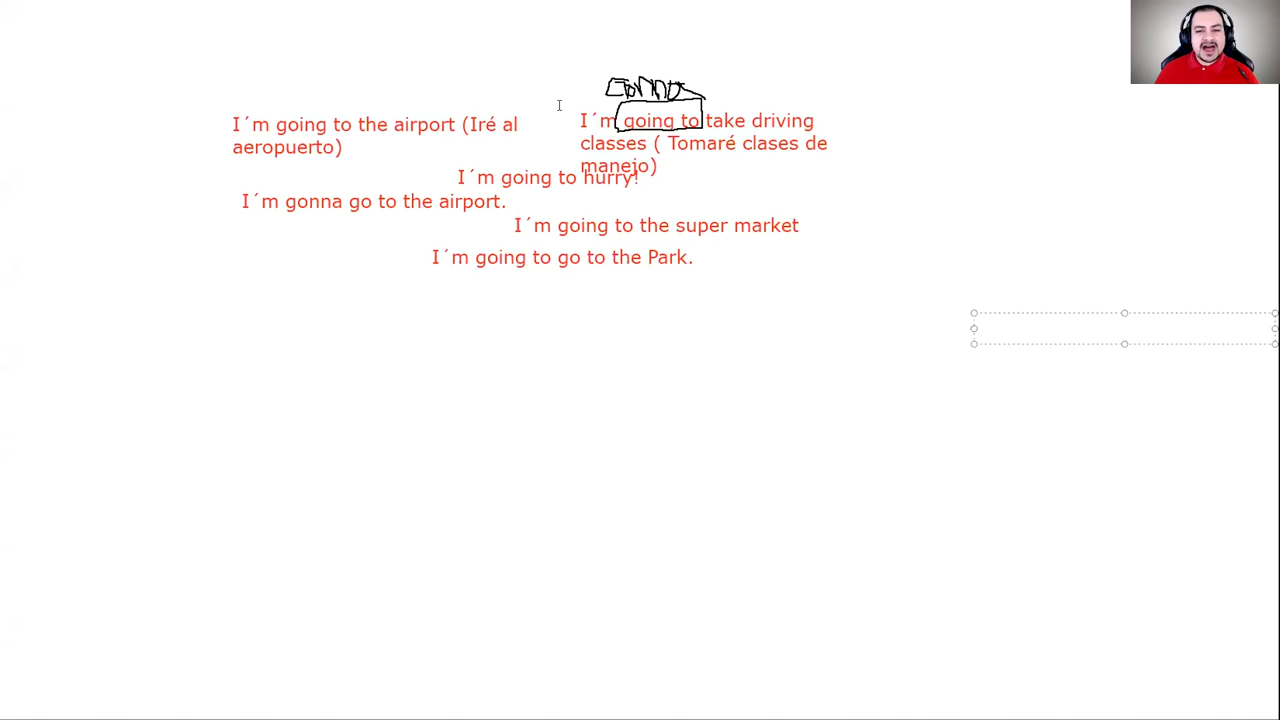 GONNA
I´m going to the airport (Iré al
aeropuerto)
I´m going to take driving
classes ( Tomaré clases de
manejo)
I´m going to hurry!
I´m gonna go to the airport.
I´m going to the super market
I´m going to go to the Park.